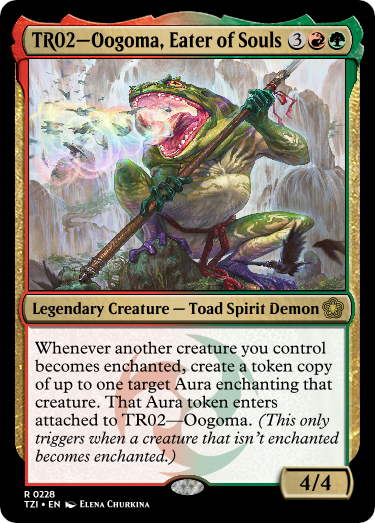 TR02—Oogoma, Eater of Souls 3
Legendary Creature — Toad Spirit Demon
Whenever another creature you control
becomes enchanted, create a token copy
of up to one target Aura enchanting that
creature. That Aura token enters
attached to TR02—Oogoma. (This only
triggers when a creature that isn't enchanted
becomes enchanted.)
4/4
R 0228
TZI • EN Elena Churkina